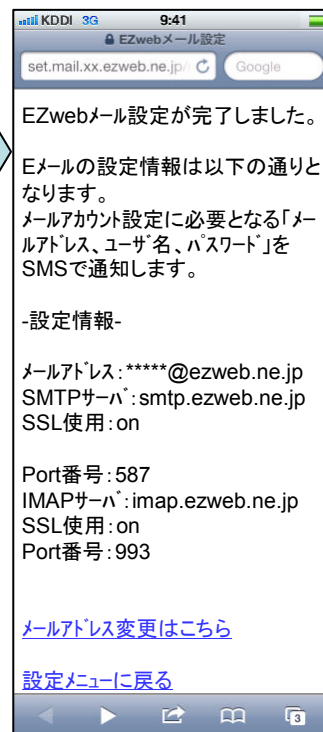 KDDI 3G 9:41
EZwebメール設定
set.mail.xx.ezweb.ne.jp/ Google
EZwebﾒｰﾙ設定が完了しました。
Eﾒｰﾙの設定情報は以下の通りと
なります。
ﾒｰﾙｱｶｳﾝﾄ設定に必要となる「ﾒｰ
ﾙｱﾄﾞﾚｽ、ﾕｰｻﾞ名、ﾊﾟｽﾜｰﾄﾞ」を
SMSで通知します。
-設定情報-
ﾒｰﾙｱﾄﾞﾚｽ：*****@ezweb.ne.jp
SMTPｻｰﾊﾞ：smtp.ezweb.ne.jp
SSL使用：on
Port番号：587
IMAPｻｰﾊﾞ：imap.ezweb.ne.jp
SSL使用：on
Port番号：993
ﾒｰﾙｱﾄﾞﾚｽ変更はこちら
設定ﾒﾆｭｰに戻る
3